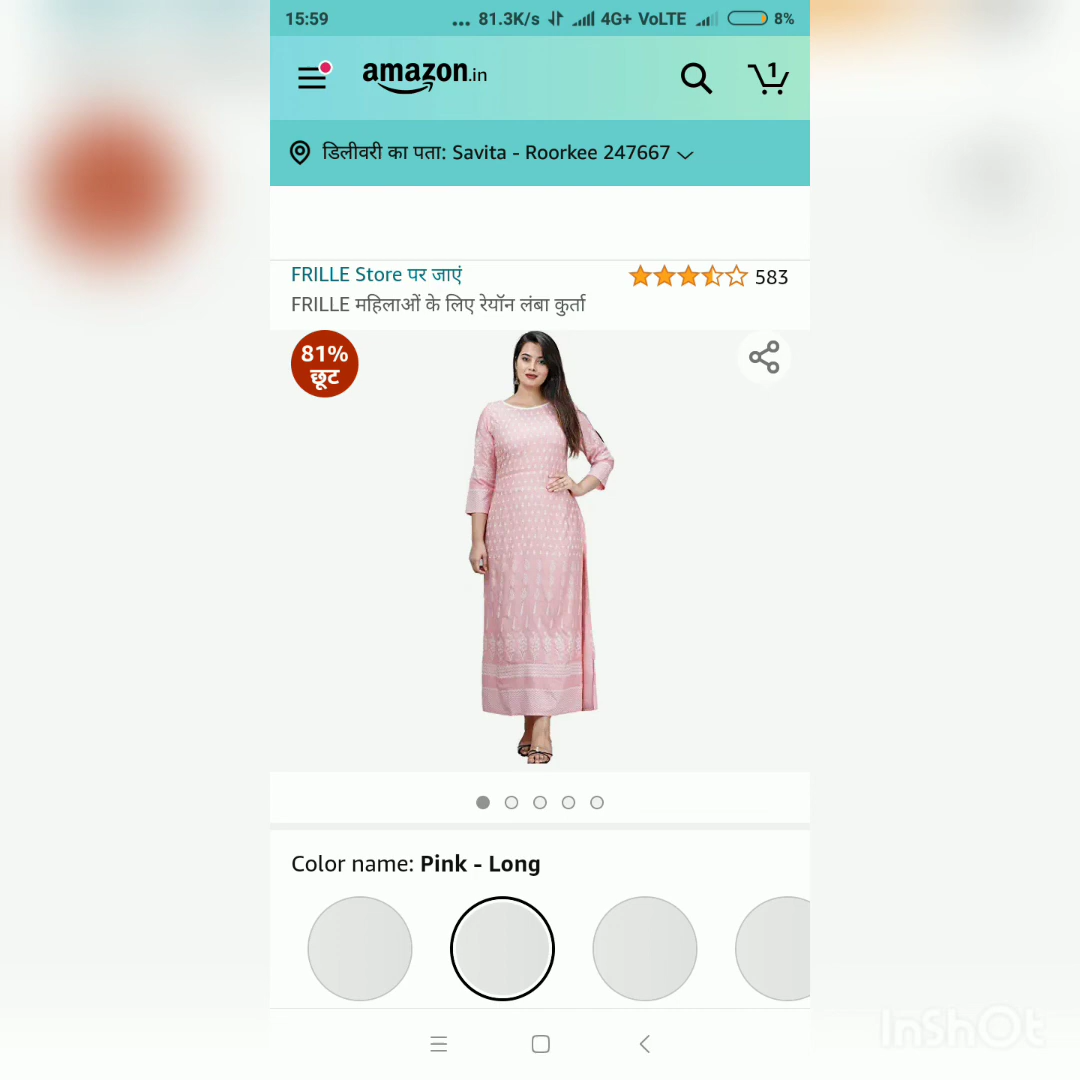 15:59
... 81.3K/s 4G+ VoLTE 8%
amazon.in
1
डिलीवरी का पता: Savita - Roorkee 247667
FRILLE Store पर जाएं
583
FRILLE महिलाओं के लिए रेयॉन लंबा कुर्ता
81%
छूट
Color name: Pink - Long
InShOt